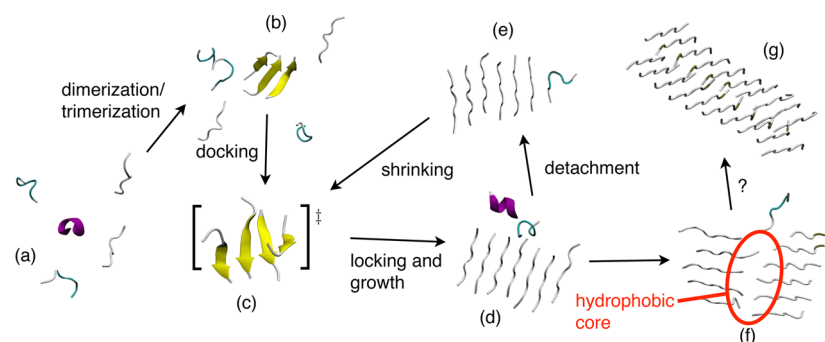 (b)
(e)
(g)
dimerization/
trimerization
docking
shrinking
detachment
?
(a)
[ ]‡
locking and
growth
(c)
(d)
hydrophobic
core
(f)